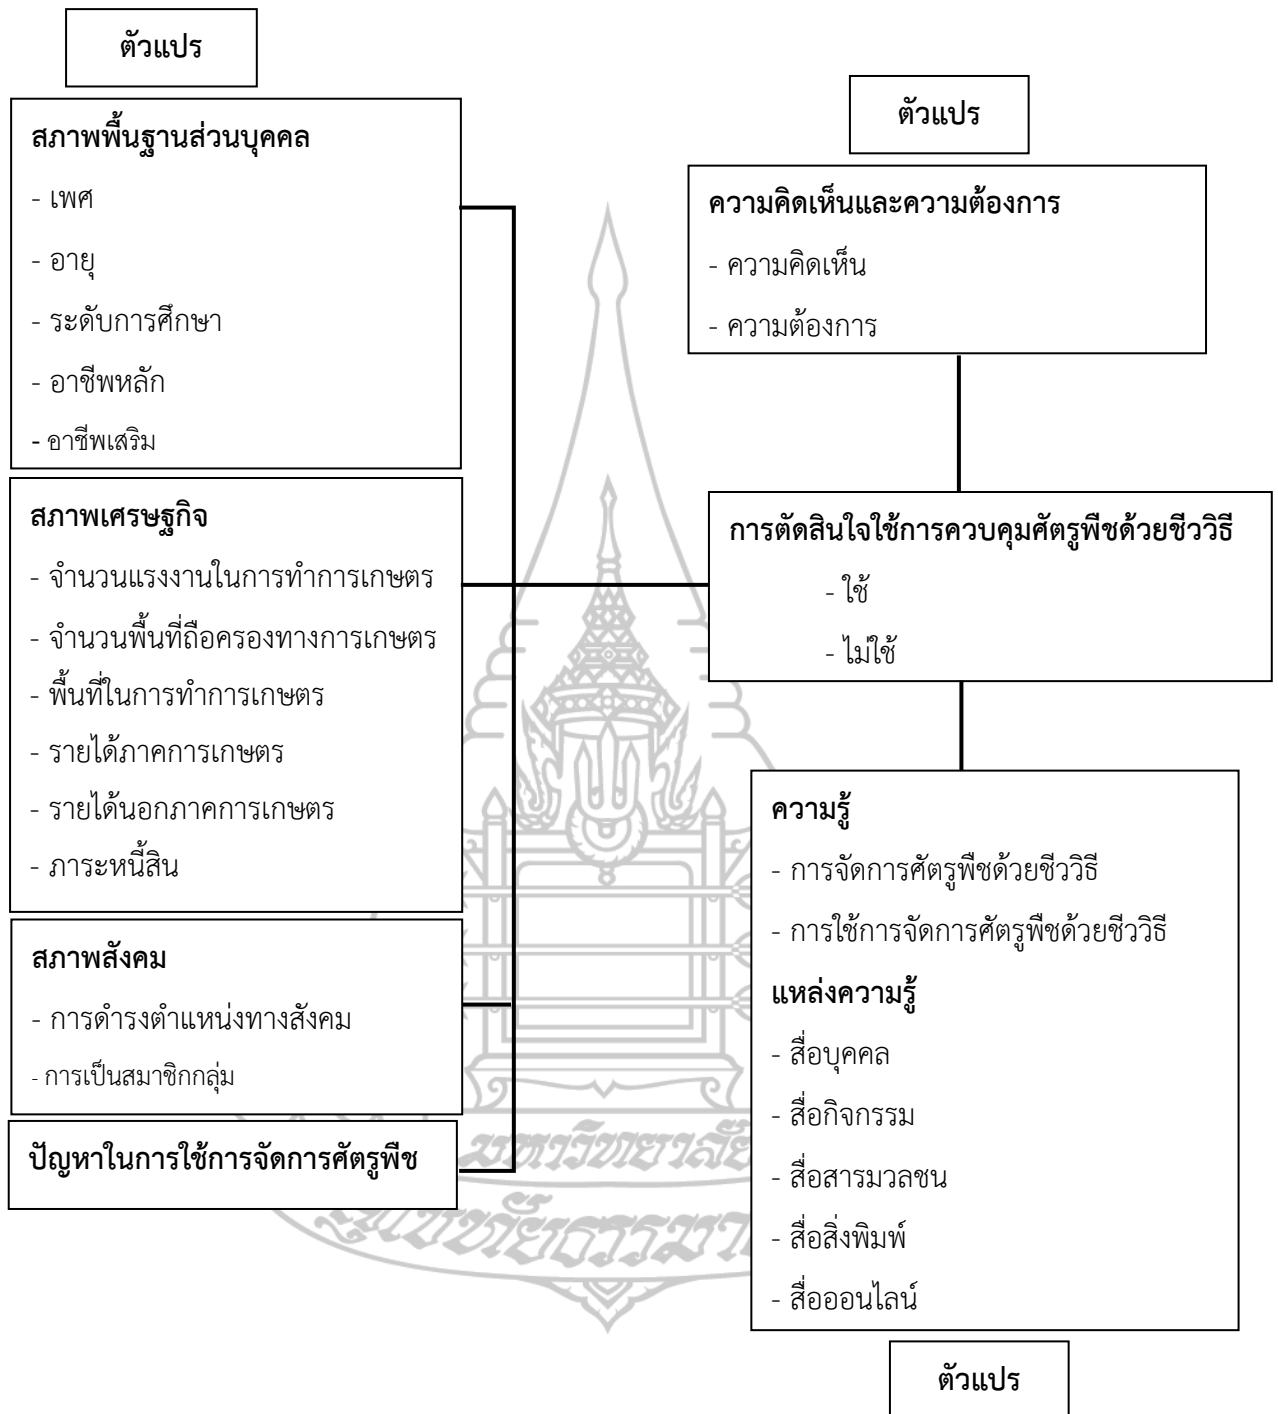 ตัวแปร
สภาพพื้นฐานส่วนบุคคล
- เพศ
- อายุ
- ระดับการศึกษา
- อาชีพหลัก
- อาชีพเสริม
สภาพเศรษฐกิจ
- จำนวนแรงงานในการทำการเกษตร
- จำนวนพื้นที่ถือครองทางการเกษตร
- พื้นที่ในการทำการเกษตร
- รายได้ภาคการเกษตร
- รายได้นอกภาคการเกษตร
- ภาระหนี้สิน
สภาพสังคม
- การดำรงตำแหน่งทางสังคม
- การเป็นสมาชิกกลุ่ม
ปัญหาในการใช้การจัดการศัตรูพืช
ตัวแปร
ความคิดเห็นและความต้องการ
- ความคิดเห็น
- ความต้องการ
การตัดสินใจใช้การควบคุมศัตรูพืชด้วยชีววิธี
- ใช้
- ไม่ใช้
ความรู้
- การจัดการศัตรูพืชด้วยชีววิธี
- การใช้การจัดการศัตรูพืชด้วยชีววิธี
แหล่งความรู้
- สื่อบุคคล
- สื่อกิจกรรม
- สื่อสารมวลชน
- สื่อสิ่งพิมพ์
- สื่อออนไลน์
ตัวแปร